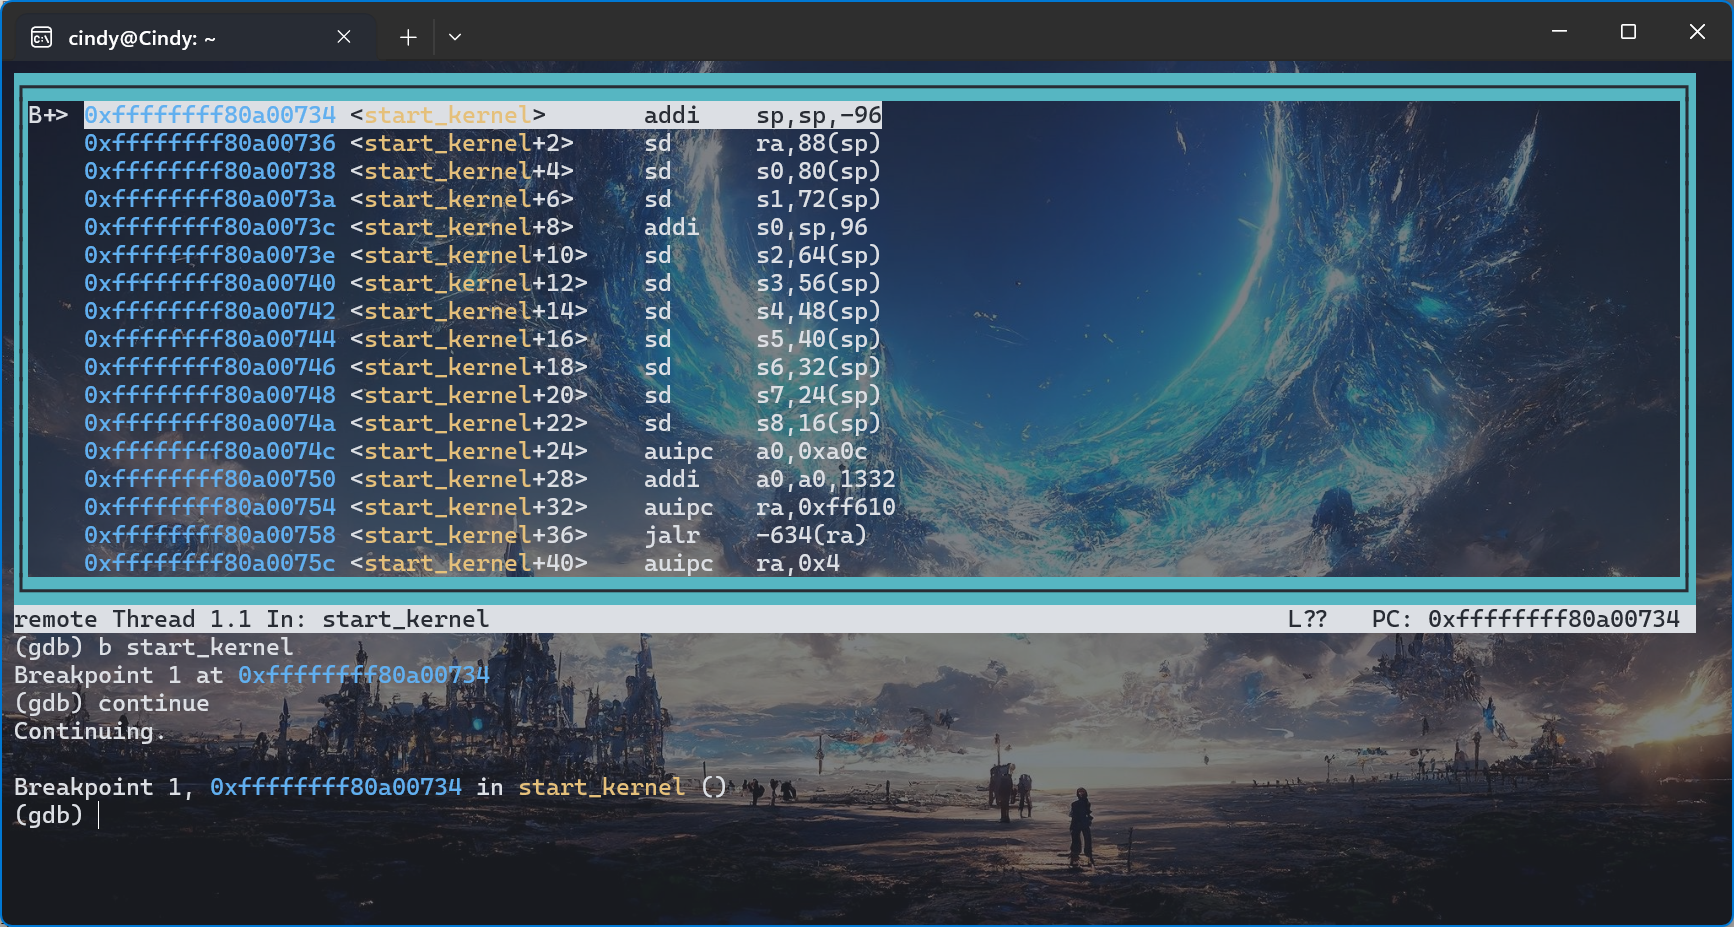 cindy@Cindy: ~
B+> 0xffffffff80a00734 <start_kernel> addi sp,sp,-96
0xffffffff80a00736 <start_kernel+2> sd ra,88(sp)
0xffffffff80a00738 <start_kernel+4> sd s0,80(sp)
0xffffffff80a0073a <start_kernel+6> sd s1,72(sp)
0xffffffff80a0073c <start_kernel+8> addi s0,sp,96
0xffffffff80a0073e <start_kernel+10> sd s2,64(sp)
0xffffffff80a00740 <start_kernel+12> sd s3,56(sp)
0xffffffff80a00742 <start_kernel+14> sd s4,48(sp)
0xffffffff80a00744 <start_kernel+16> sd s5,40(sp)
0xffffffff80a00746 <start_kernel+18> sd s6,32(sp)
0xffffffff80a00748 <start_kernel+20> sd s7,24(sp)
0xffffffff80a0074a <start_kernel+22> sd s8,16(sp)
0xffffffff80a0074c <start_kernel+24> auipc a0,0xa0c
0xffffffff80a00750 <start_kernel+28> addi a0,a0,1332
0xffffffff80a00754 <start_kernel+32> auipc ra,0xff610
0xffffffff80a00758 <start_kernel+36> jalr -634(ra)
0xffffffff80a0075c <start_kernel+40> auipc ra,0x4
remote Thread 1.1 In: start_kernel L?? PC: 0xffffffff80a00734
(gdb) b start_kernel
Breakpoint 1 at 0xffffffff80a00734
(gdb) continue
Continuing.
Breakpoint 1, 0xffffffff80a00734 in start_kernel ()
(gdb)